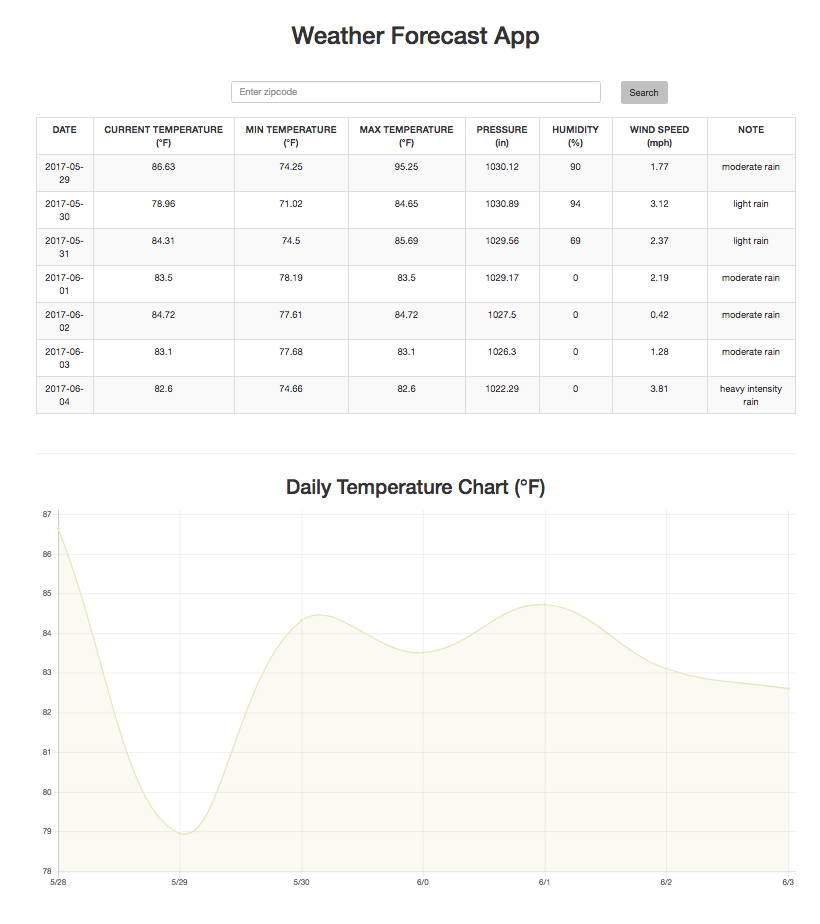 Weather Forecast App
Enter zipcode
Search
DATE CURRENT TEMPERATURE (°F) MIN TEMPERATURE (°F) MAX TEMPERATURE (°F) PRESSURE (in) HUMIDITY (%) WIND SPEED (mph) NOTE
2017-05-29 86.63 74.25 95.25 1030.12 90 1.77 moderate rain
2017-05-30 78.96 71.02 84.65 1030.89 94 3.12 light rain
2017-05-31 84.31 74.5 85.69 1029.56 69 2.37 light rain
2017-06-01 83.5 78.19 83.5 1029.17 0 2.19 moderate rain
2017-06-02 84.72 77.61 84.72 1027.5 0 0.42 moderate rain
2017-06-03 83.1 77.68 83.1 1026.3 0 1.28 moderate rain
2017-06-04 82.6 74.66 82.6 1022.29 0 3.81 heavy intensity rain
Daily Temperature Chart (°F)
87
86
85
84
83
82
81
80
79
78
5/28 5/29 5/30 6/0 6/1 6/2 6/3